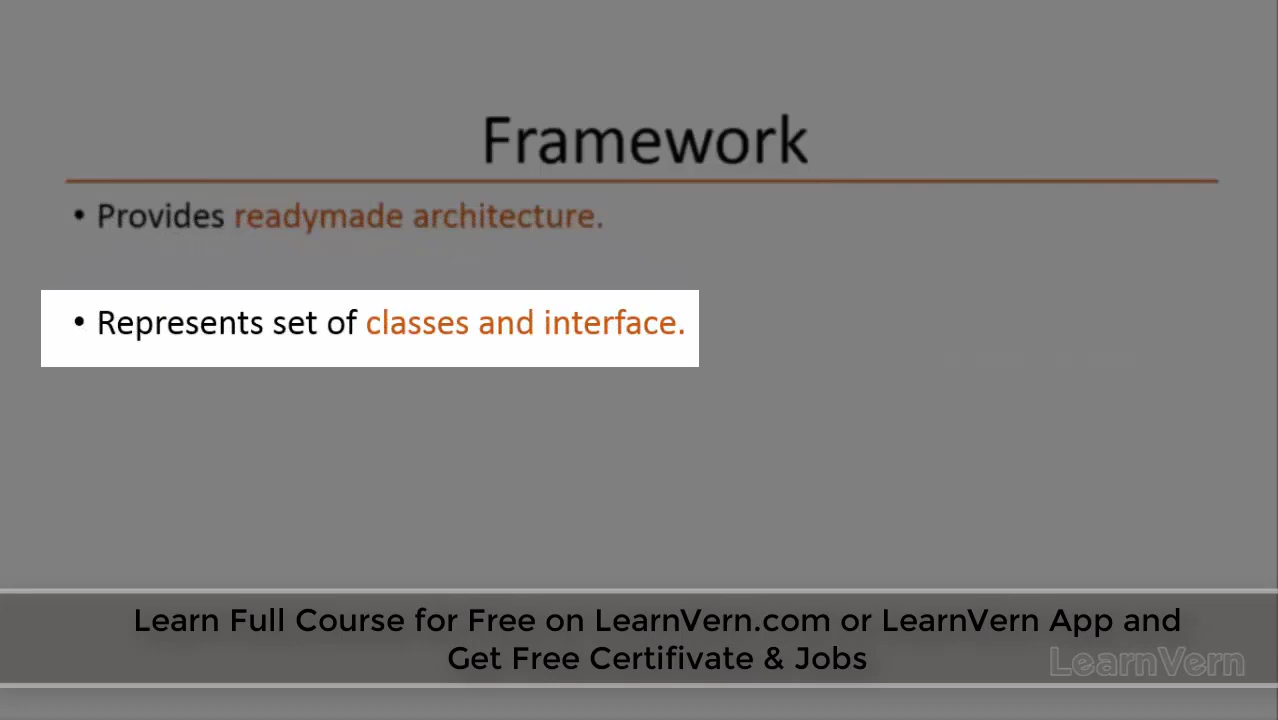 Framework
• Provides readymade architecture.
• Represents set of classes and interface.
Learn Full Course for Free on LearnVern.com or LearnVern App and
Get Free Certifivate & Jobs
LearnVern